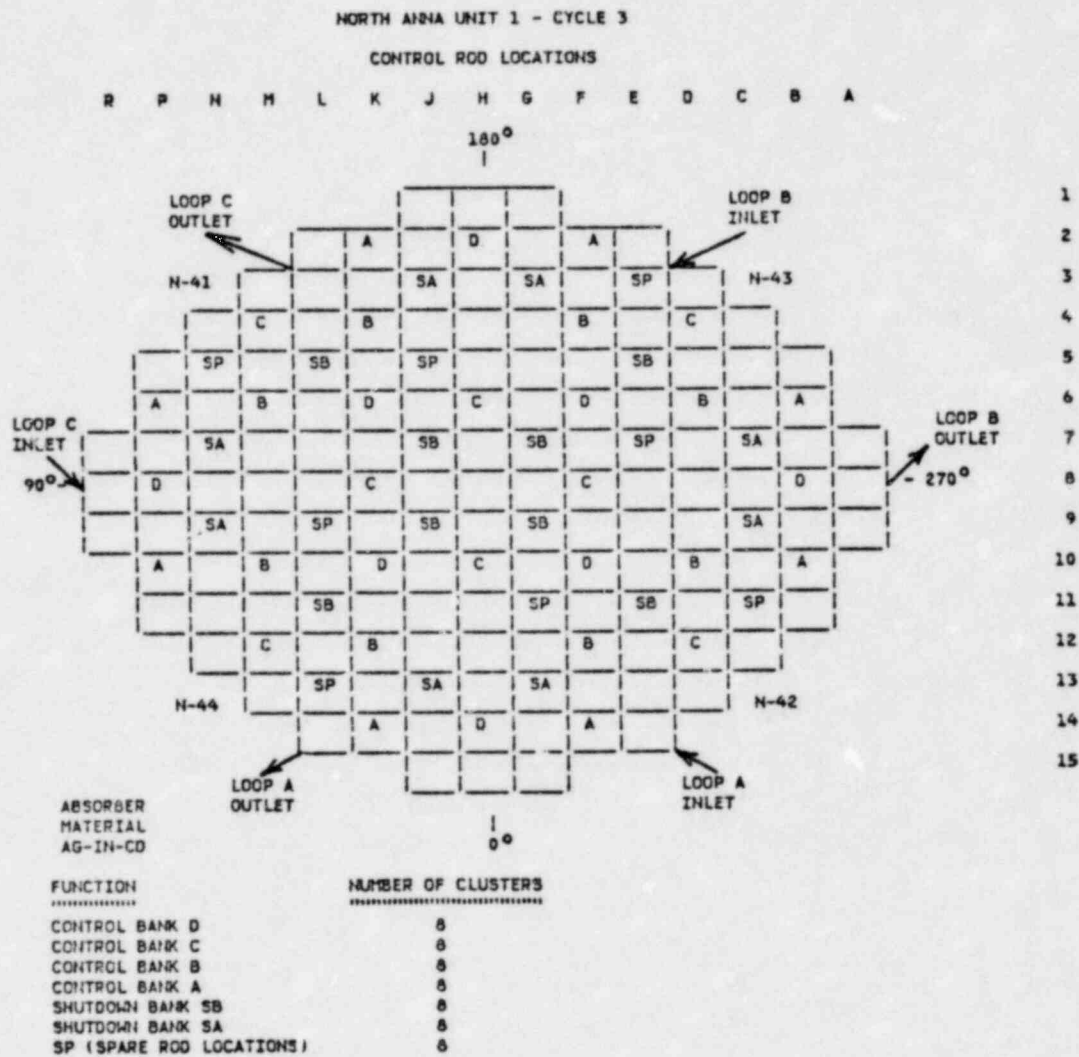 NORTH ANNA UNIT 1 - CYCLE 3
CONTROL ROD LOCATIONS
R P N M L K J H G F E D C B A
180°
1
LOOP C OUTLET
LOOP B INLET
A D A 2
N-41 SA SA SP N-43 3
C B B C 4
SP SB SP SB 5
A B D C D B A 6
LOOP C INLET
LOOP B OUTLET
SA SB SB SP SA 7
90°- D C C D - 270° 8
SA SP SB SB SA 9
A B D C D B A 10
SB SP SB SP 11
C B B C 12
SP SA SA 13
N-44 N-42
A D A 14
15
LOOP A OUTLET
LOOP A INLET
0°
ABSORBER
MATERIAL
AG-IN-CD
FUNCTION NUMBER OF CLUSTERS
CONTROL BANK D 8
CONTROL BANK C 8
CONTROL BANK B 8
CONTROL BANK A 8
SHUTDOWN BANK SB 8
SHUTDOWN BANK SA 8
SP (SPARE ROD LOCATIONS) 8